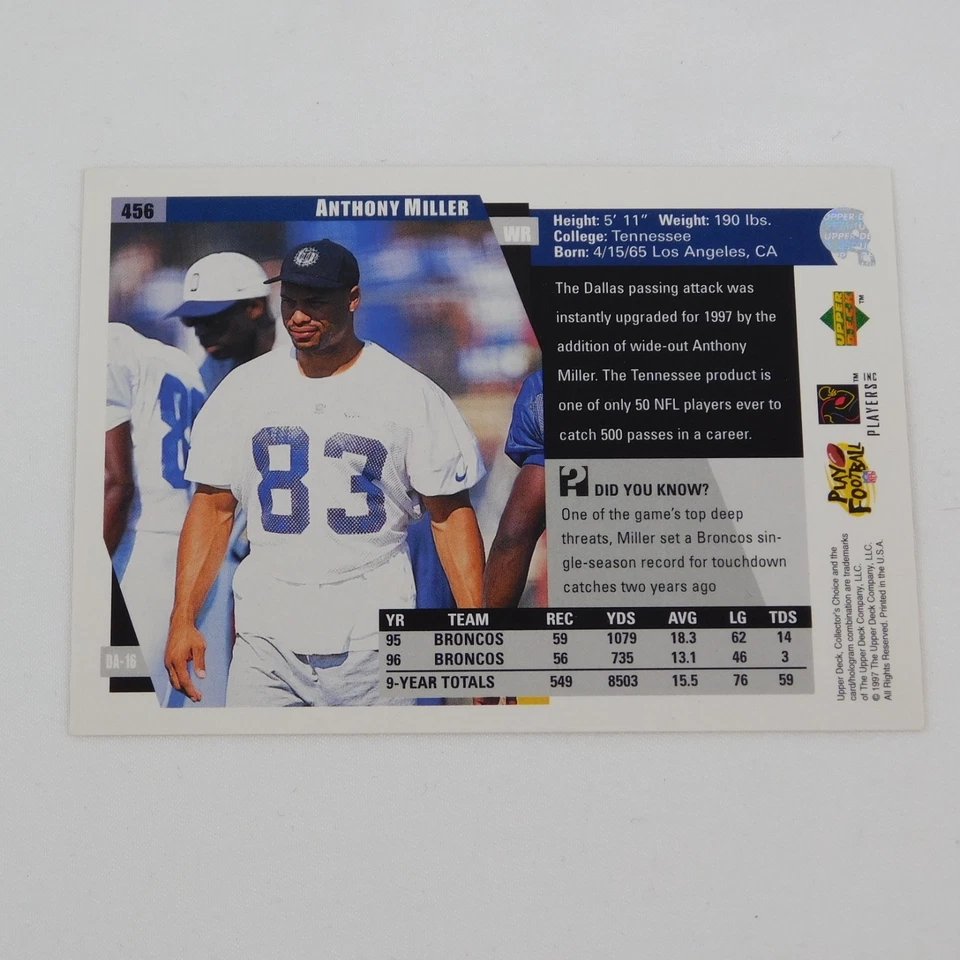 456
ANTHONY MILLER
WR
Height: 5' 11" Weight: 190 lbs.
College: Tennessee
Born: 4/15/65 Los Angeles, CA
The Dallas passing attack was
instantly upgraded for 1997 by the
addition of wide-out Anthony
Miller. The Tennessee product is
one of only 50 NFL players ever to
catch 500 passes in a career.
? DID YOU KNOW?
One of the game's top deep
threats, Miller set a Broncos sin-
gle-season record for touchdown
catches two years ago
83
DA-16
YR TEAM REC YDS AVG LG TDS
95 BRONCOS 59 1079 18.3 62 14
96 BRONCOS 56 735 13.1 46 3
9-YEAR TOTALS 549 8503 15.5 76 59
UPPER DECK ™
PLAYERS INC ™
PLAY FOOTBALL
NFL
Upper Deck, Collector's Choice and the
card/hologram combination are trademarks
of The Upper Deck Company, LLC.
© 1997 The Upper Deck Company, LLC.
All Rights Reserved. Printed in the U.S.A.